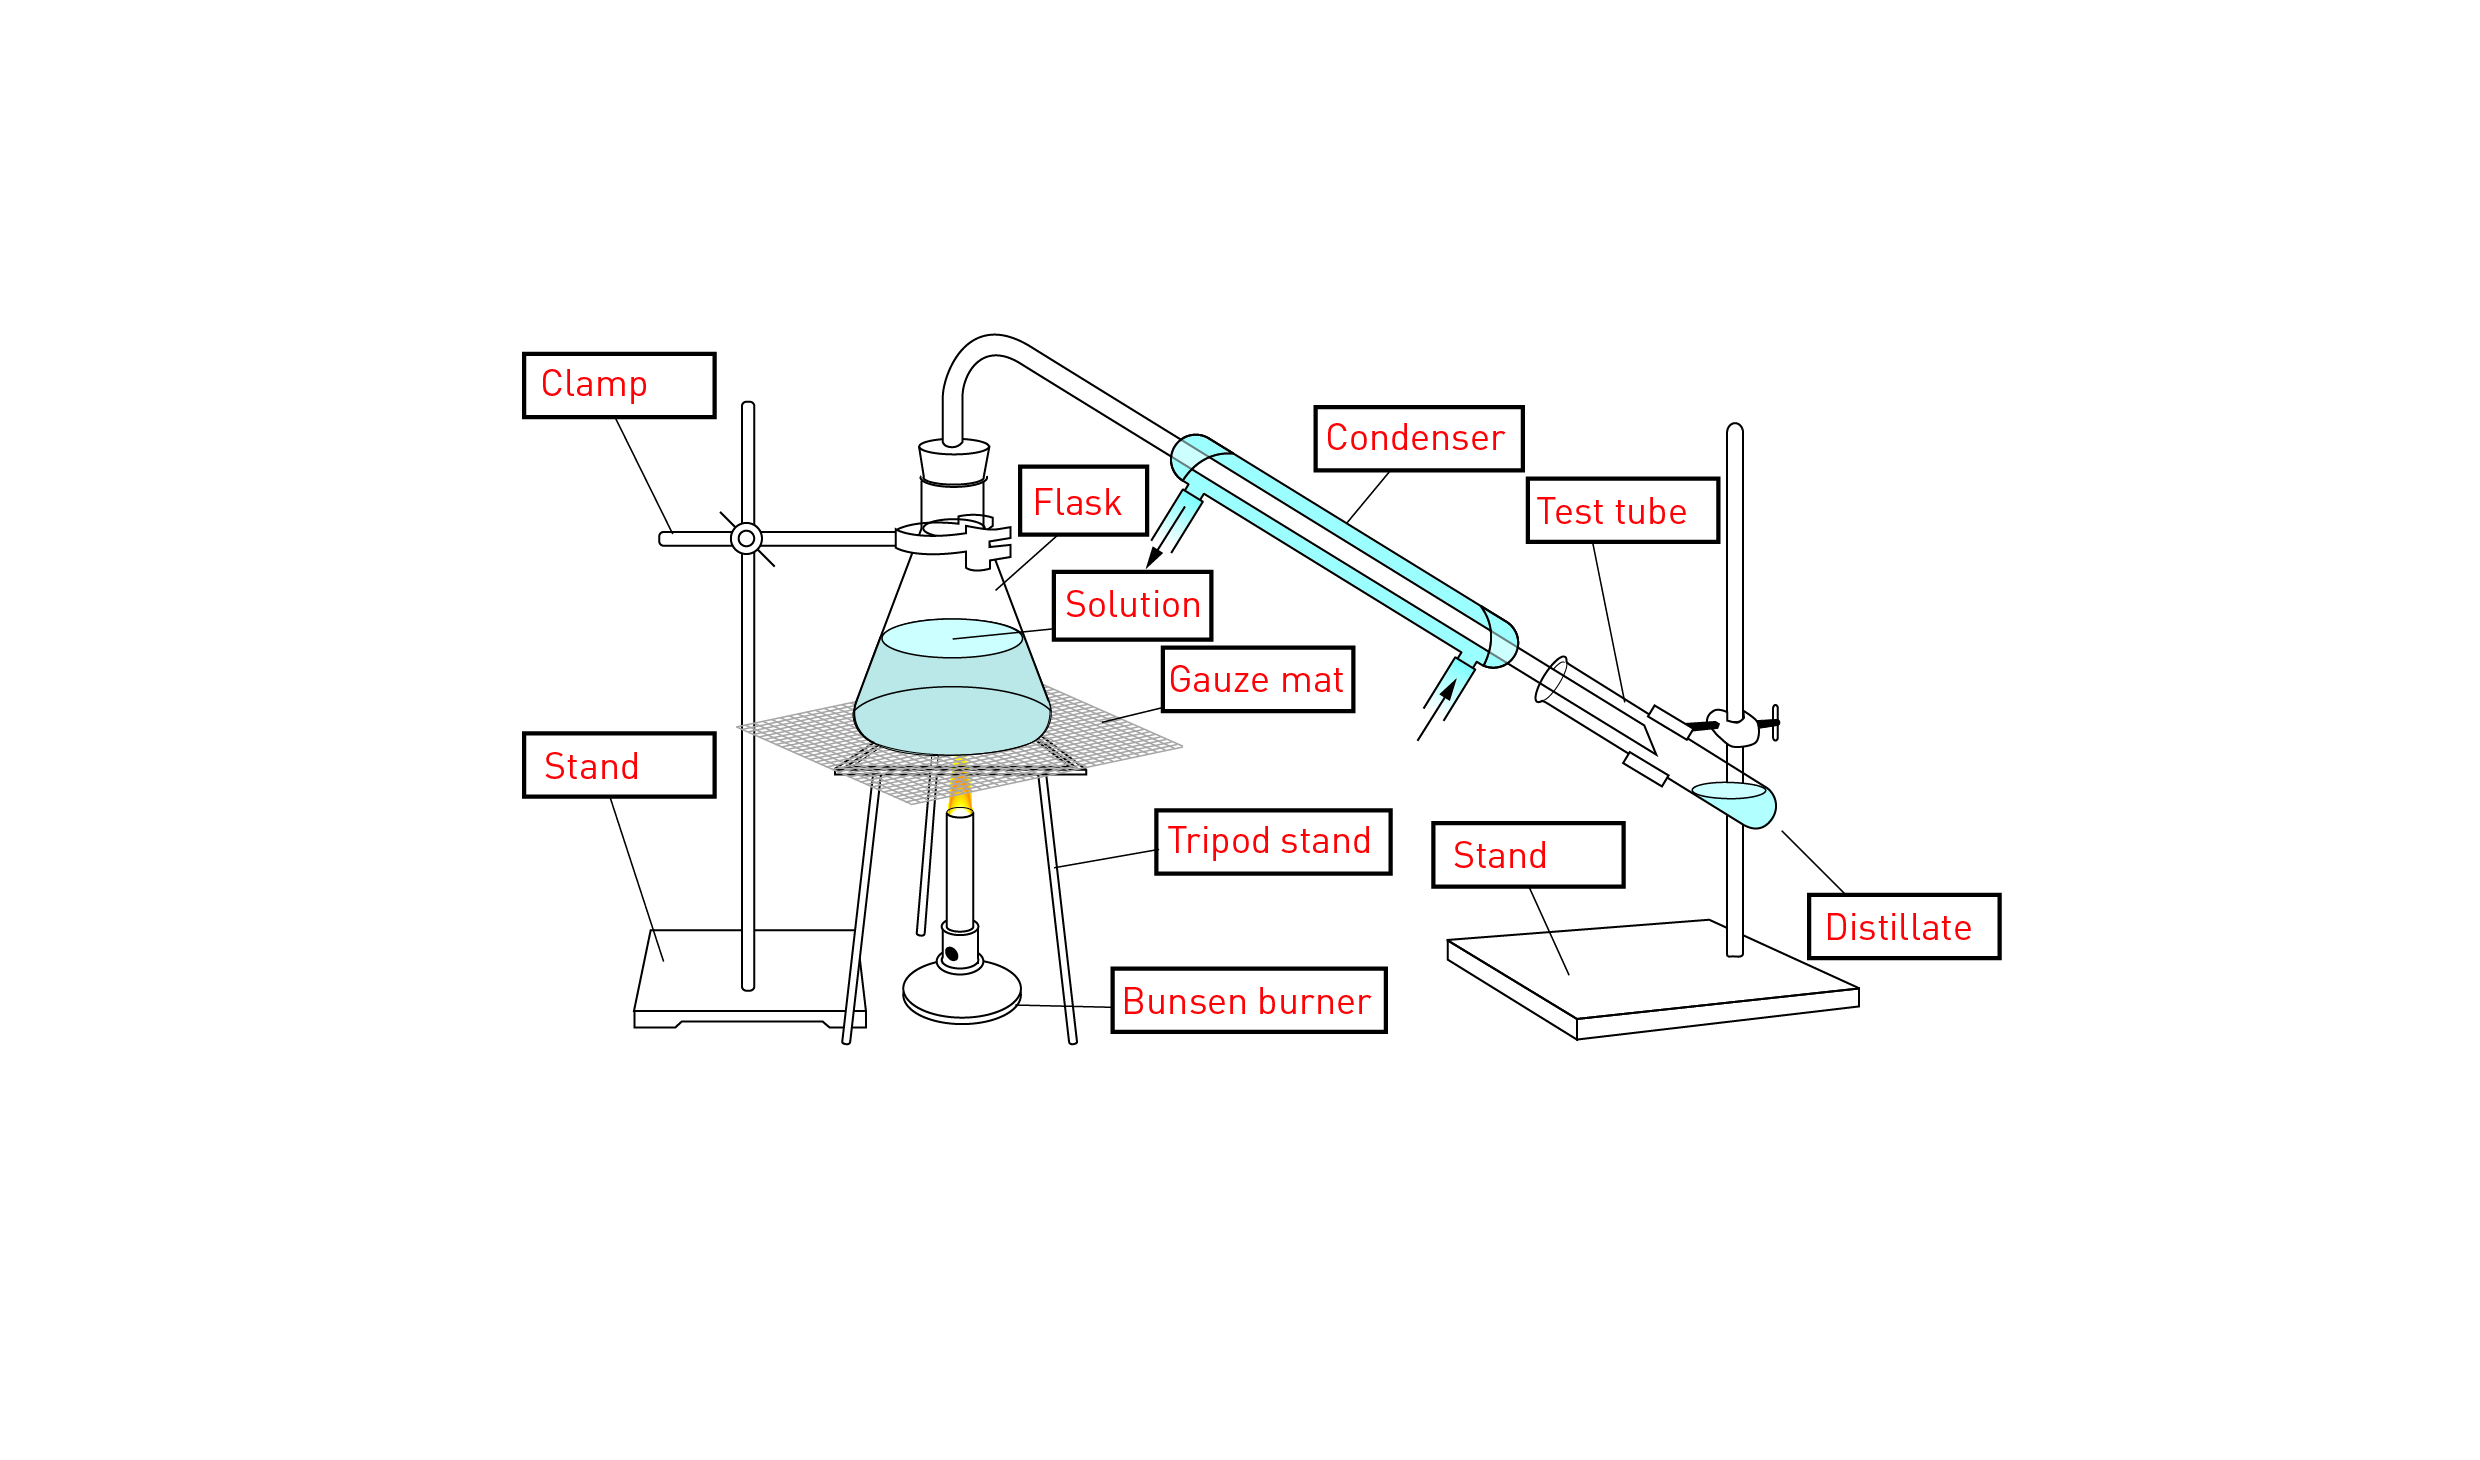 Clamp
Condenser
Flask
Test tube
Solution
Gauze mat
Stand
Tripod stand
Stand
Distillate
Bunsen burner